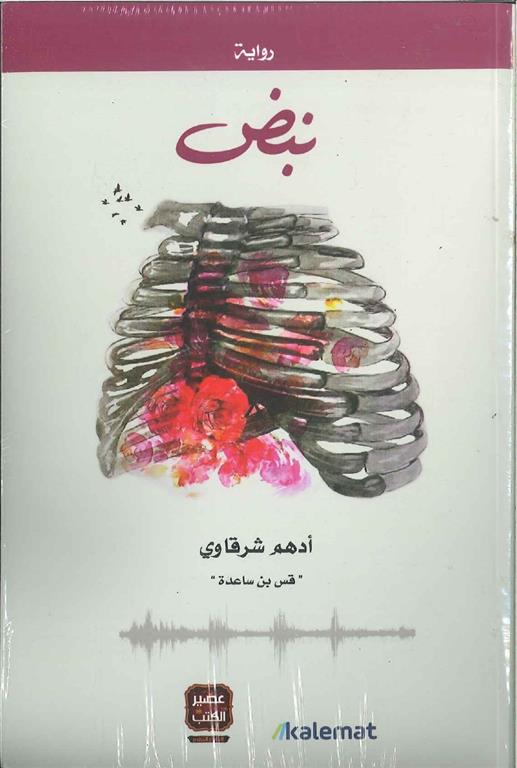 رواية
نبض
أدهم شرقاوي
"قس بن ساعدة"
عصير
الكتب
kalemat